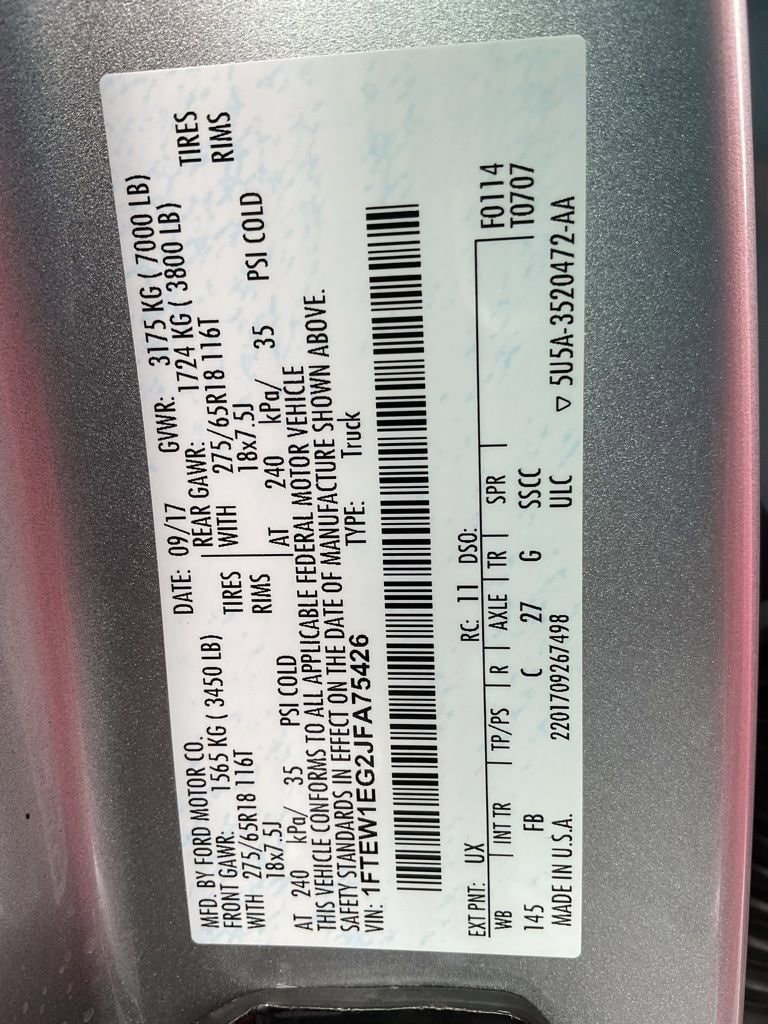 MFD. BY FORD MOTOR CO. DATE: 09/17 GVWR: 3175 KG ( 7000 LB)
FRONT GAWR: 1565 KG ( 3450 LB) REAR GAWR: 1724 KG ( 3800 LB)
WITH 275/65R18 116T TIRES WITH 275/65R18 116T TIRES
18x7.5J RIMS 18x7.5J RIMS
AT 240 kPa/ 35 PSI COLD AT 240 kPa/ 35 PSI COLD
THIS VEHICLE CONFORMS TO ALL APPLICABLE FEDERAL MOTOR VEHICLE
SAFETY STANDARDS IN EFFECT ON THE DATE OF MANUFACTURE SHOWN ABOVE.
VIN: 1FTEW1EG2JFA75426 TYPE: Truck
EXT PNT: UX RC: 11 DSO: F0114
WB INT TR TP/PS R AXLE TR SPR T0707
145 FB C 27 G SSCC
MADE IN U.S.A. 2201709267498 ULC ▽ 5U5A-3520472-AA